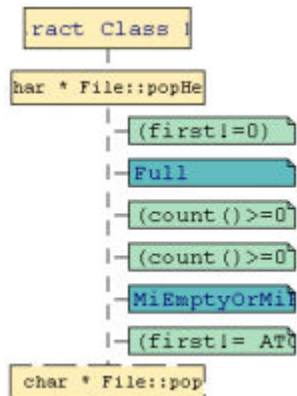 ract Class
har * File::popHe
(first!=0)
Full
(count()>=0
(count()>=0
MiEmptyOrMi
(first!= AT
char * File::pop